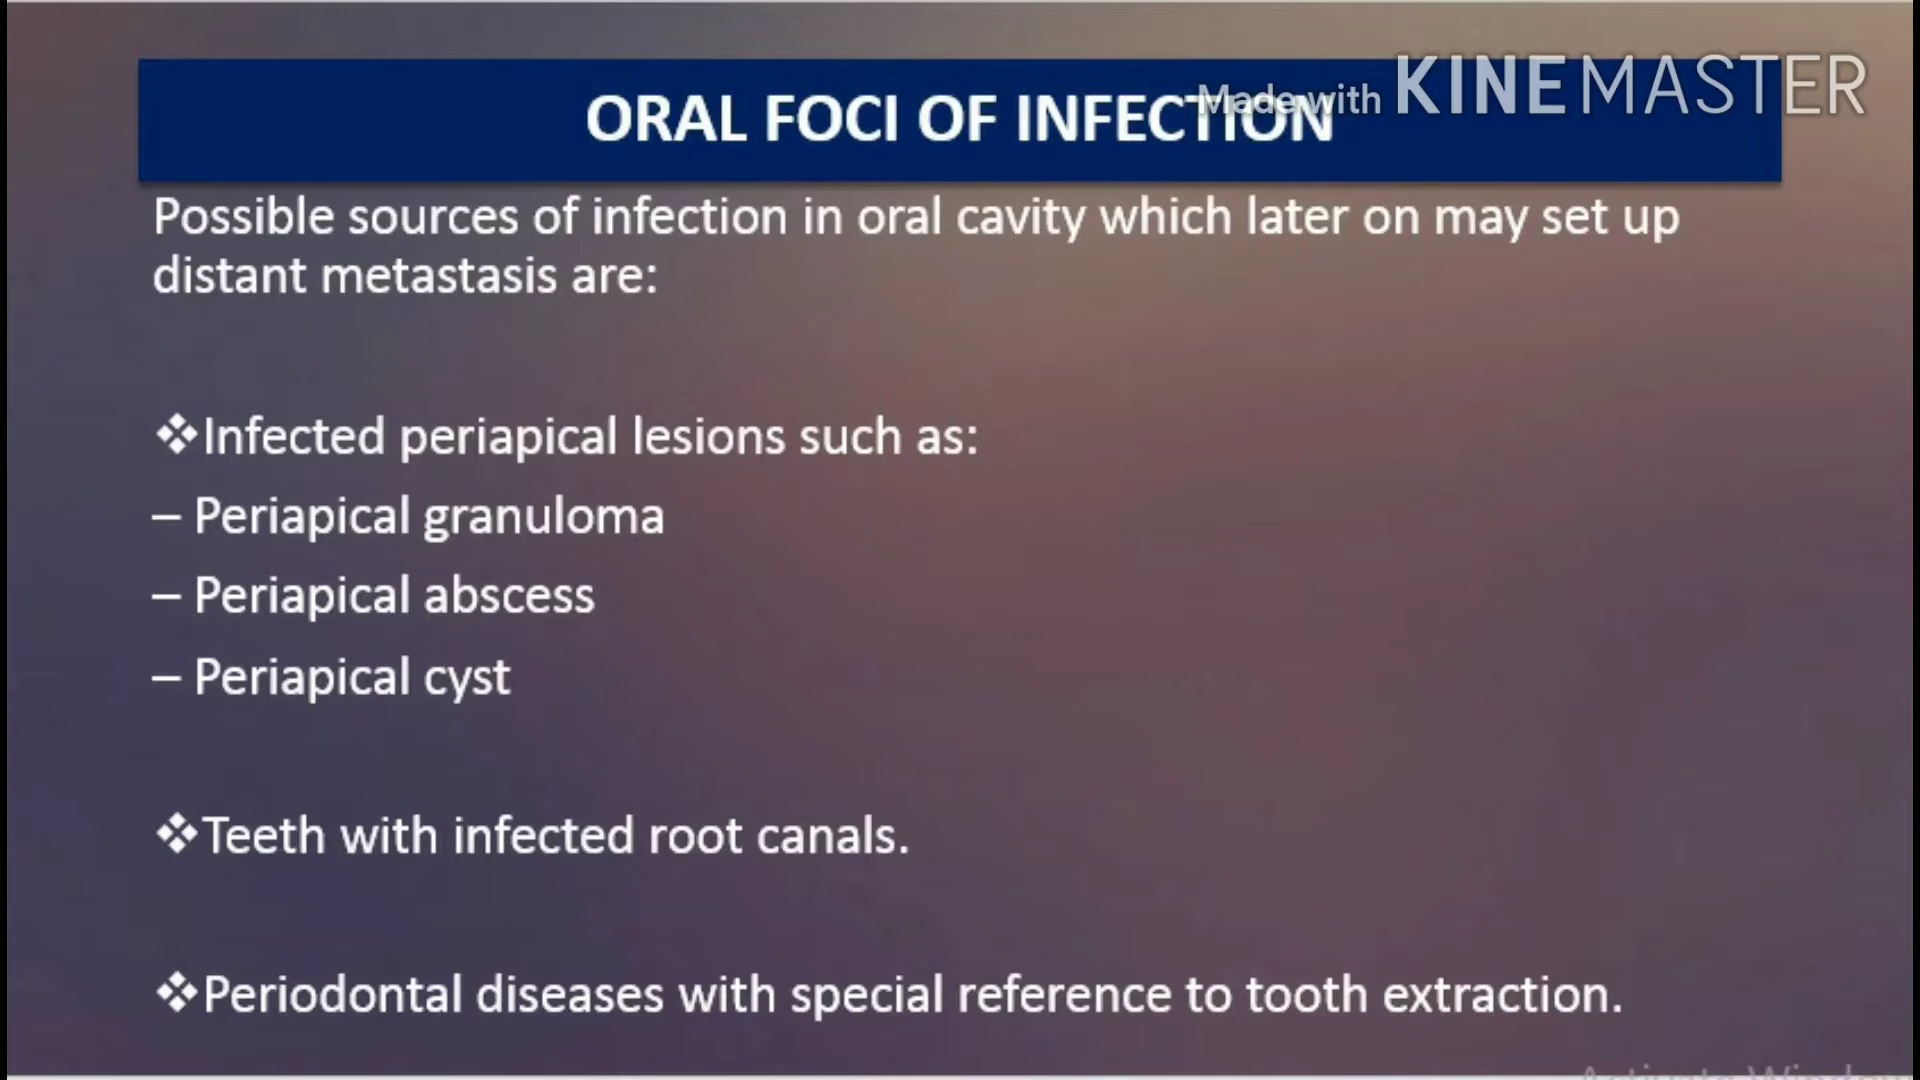 Made with KINEMASTER
ORAL FOCI OF INFECTION
Possible sources of infection in oral cavity which later on may set up
distant metastasis are:
❖Infected periapical lesions such as:
– Periapical granuloma
– Periapical abscess
– Periapical cyst
❖Teeth with infected root canals.
❖Periodontal diseases with special reference to tooth extraction.